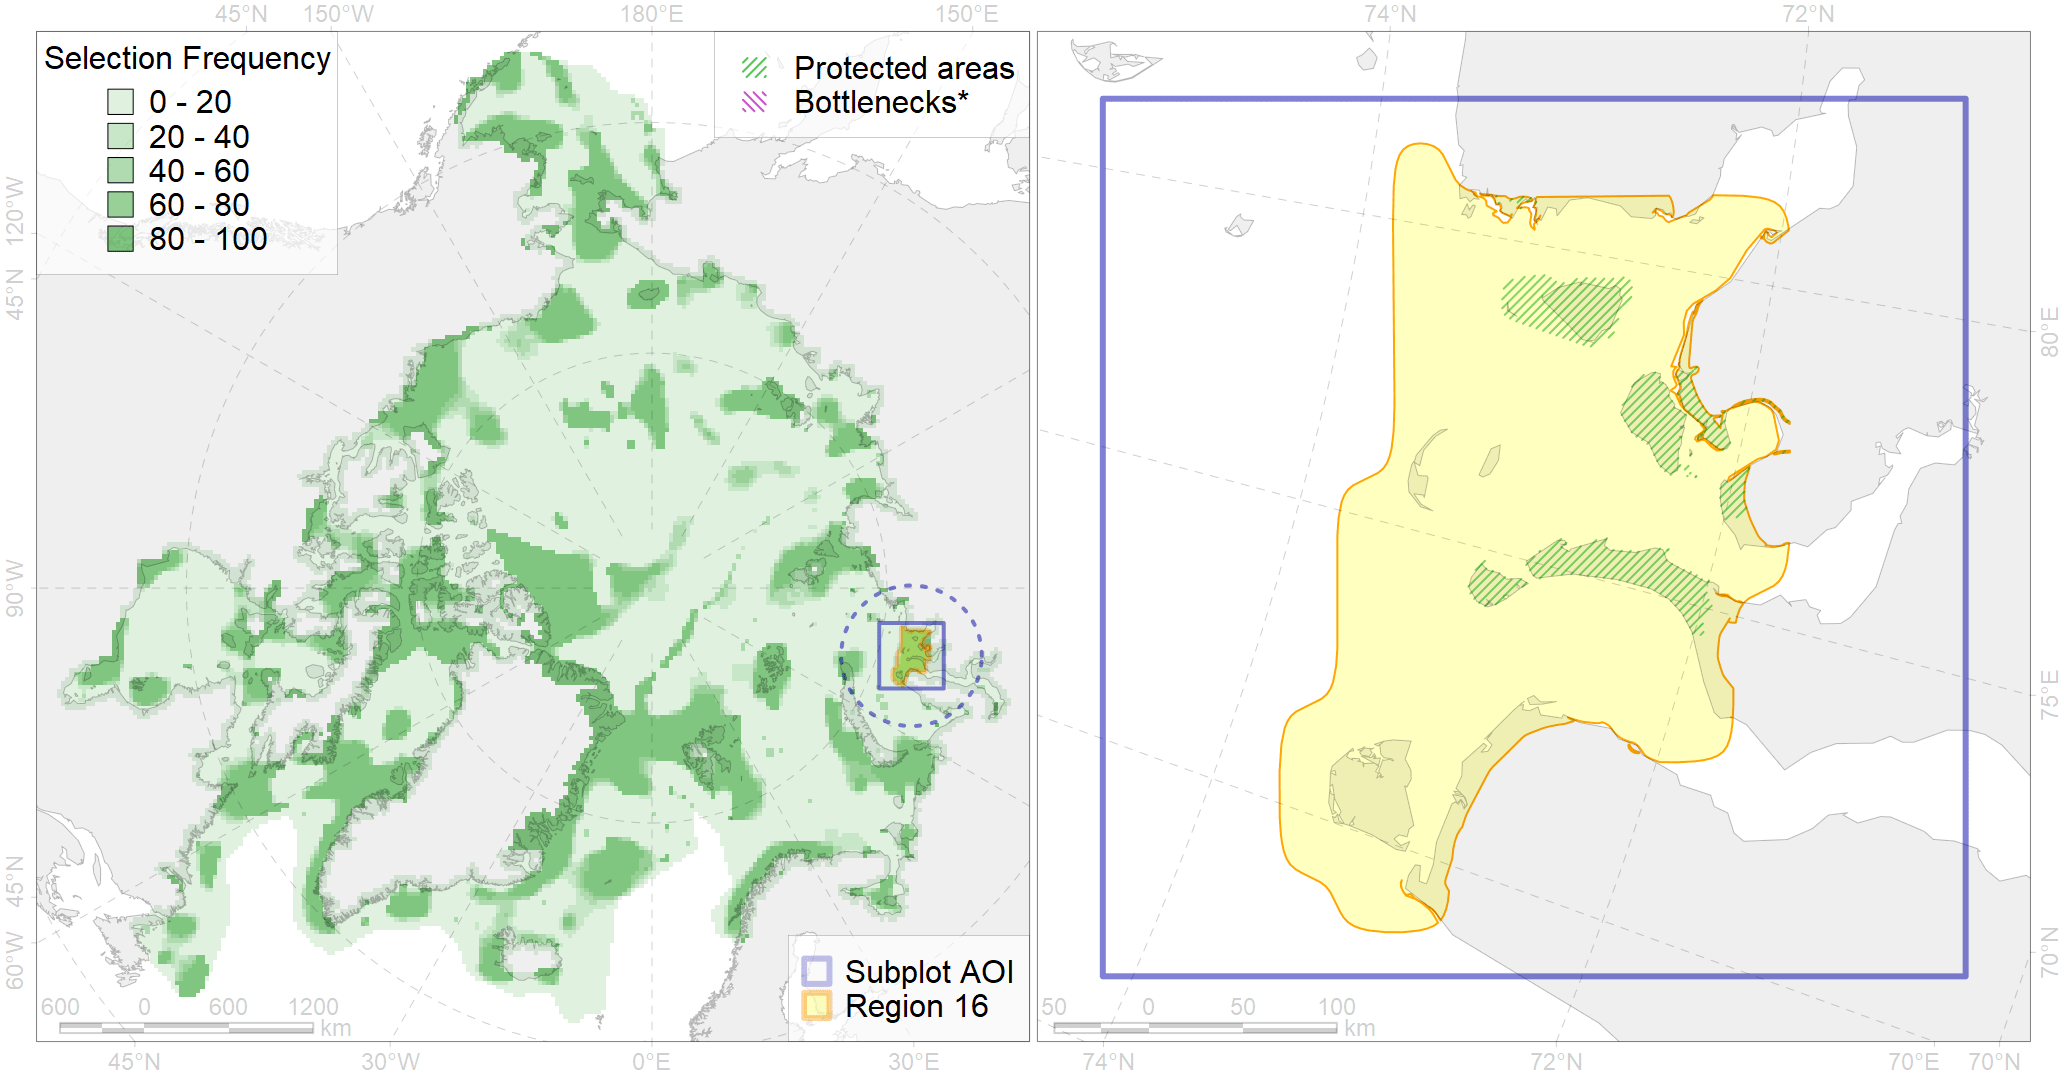 45°N 150°W 180°E 150°E 74°N 72°N
Selection Frequency
0 - 20
20 - 40
40 - 60
60 - 80
80 - 100
Protected areas
Bottlenecks*
120°W
45°N
90°W
45°N
60°W
80°E
75°E
70°N
Subplot AOI
Region 16
600 0 600 1200
km
50 0 50 100
km
45°N 30°W 0°E 30°E 74°N 72°N 70°E 70°N